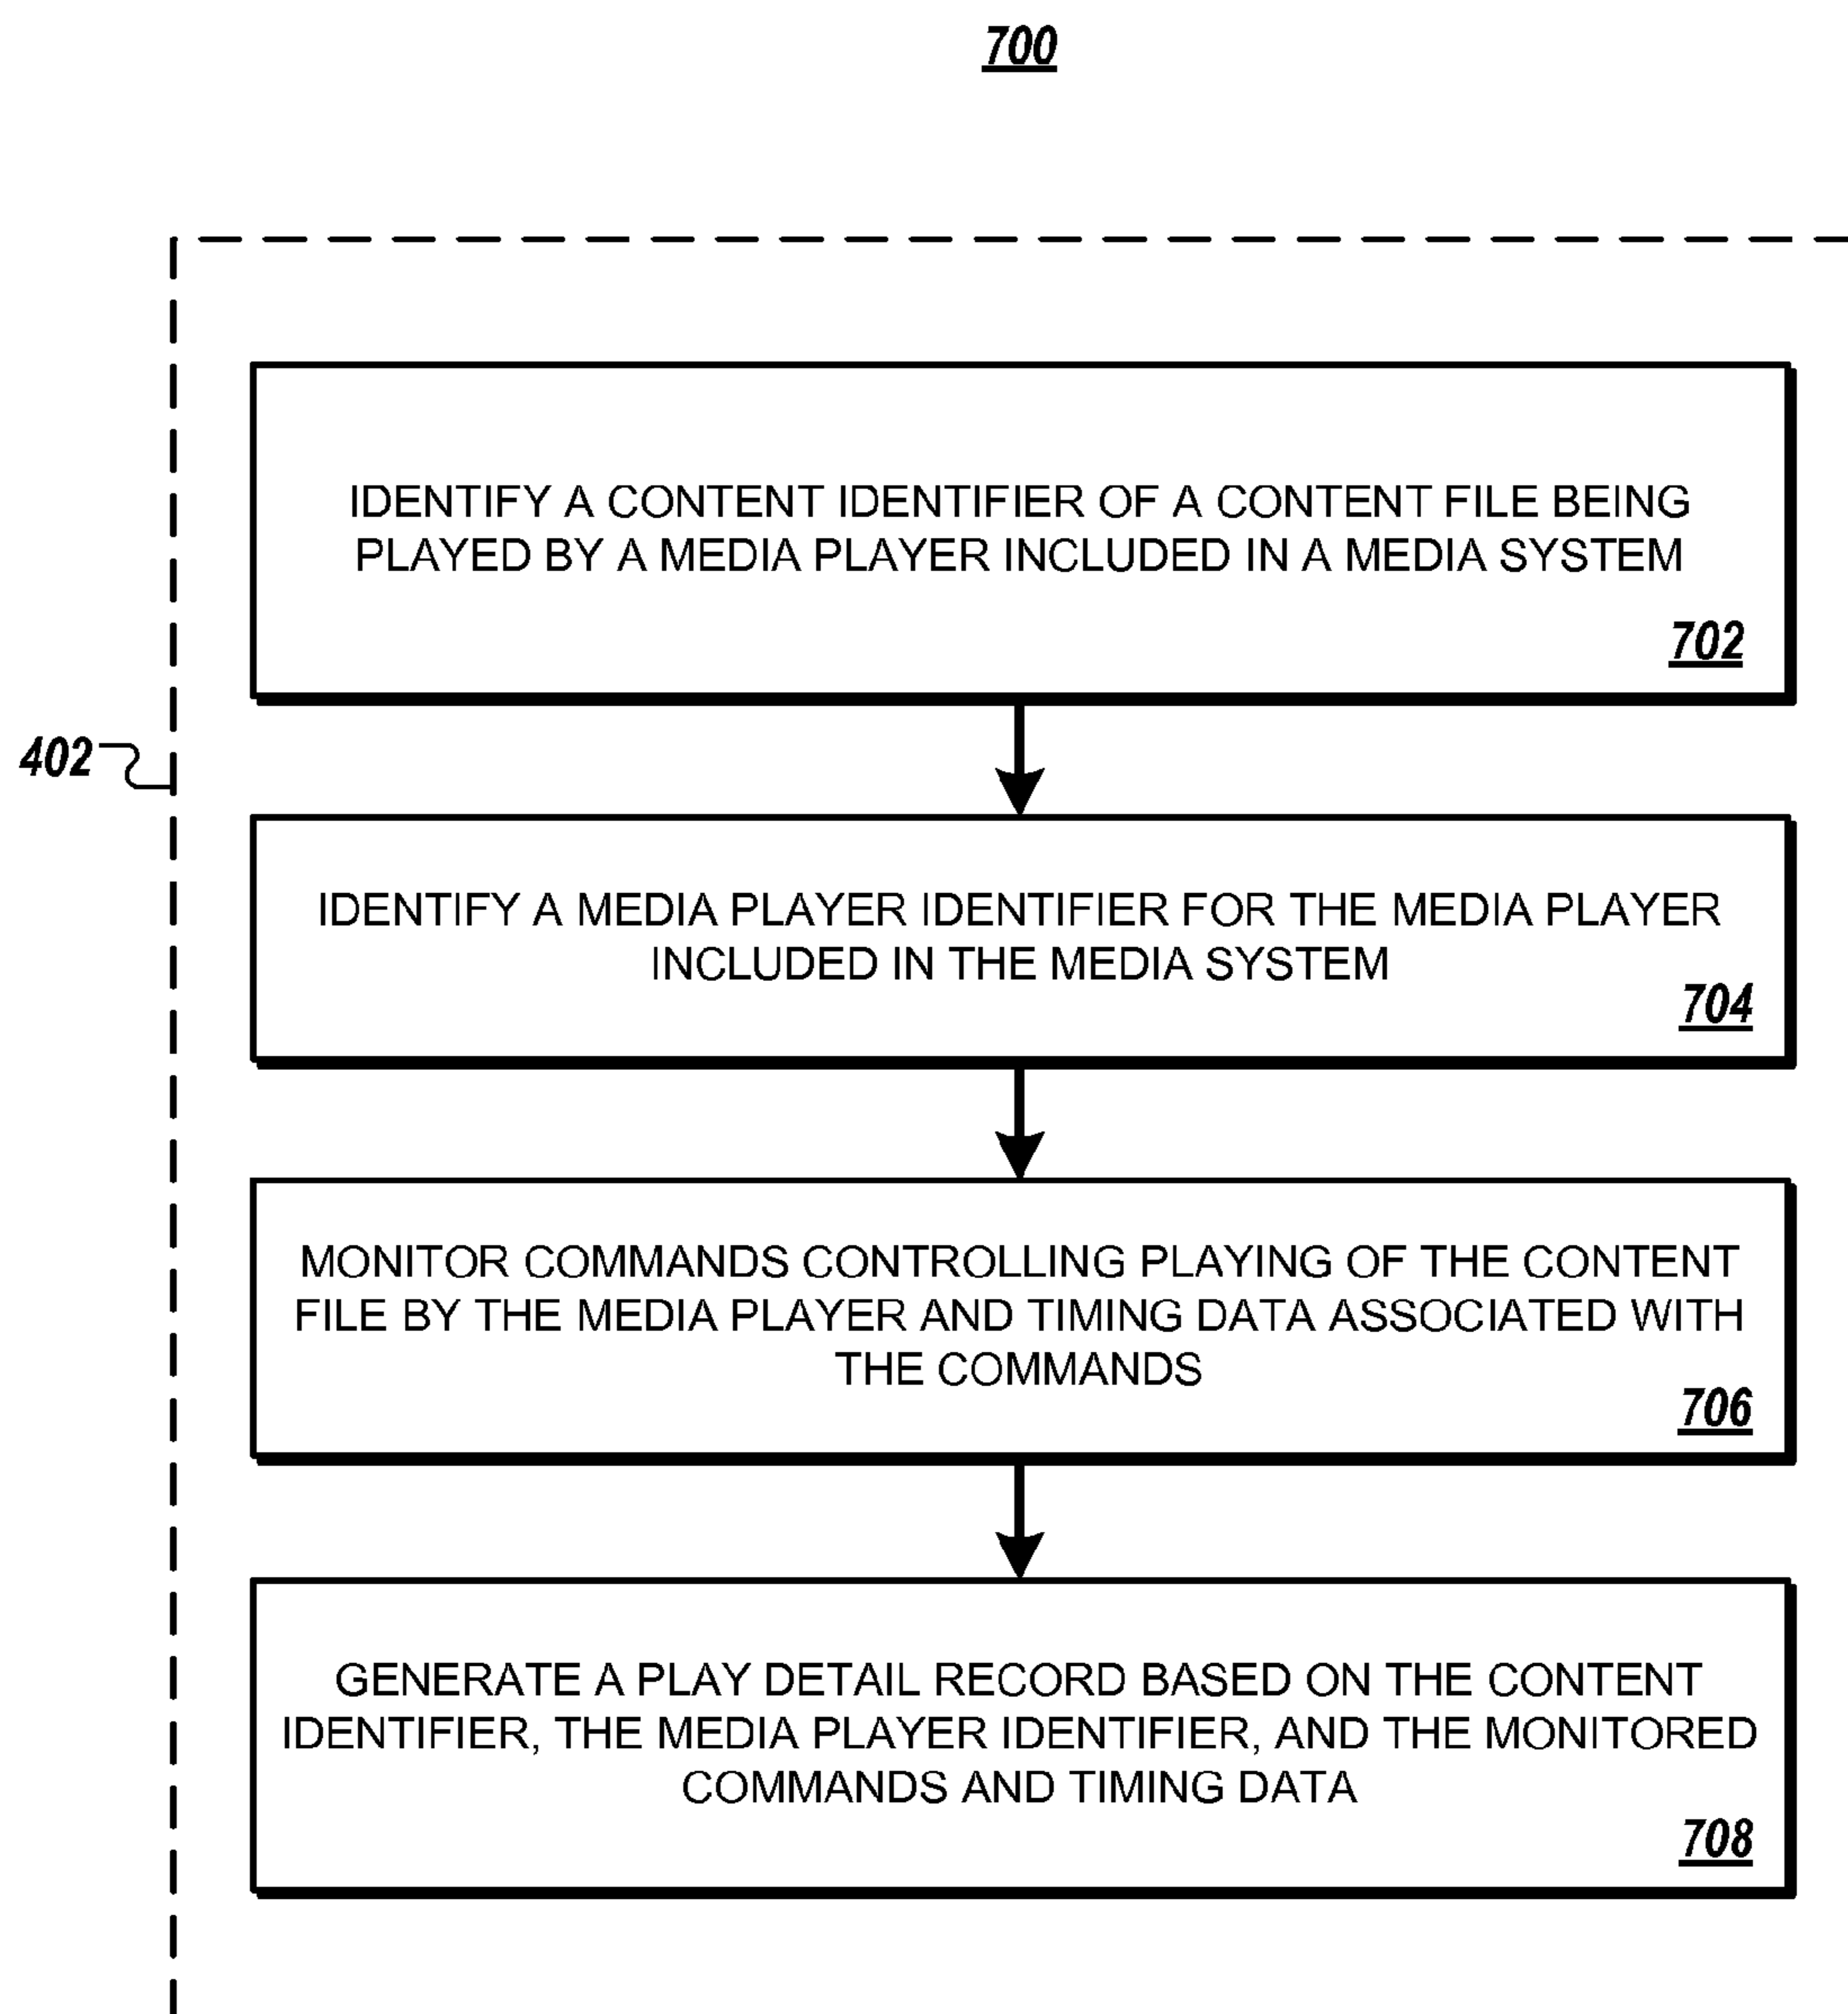 700
IDENTIFY A CONTENT IDENTIFIER OF A CONTENT FILE BEING
PLAYED BY A MEDIA PLAYER INCLUDED IN A MEDIA SYSTEM
702
402
IDENTIFY A MEDIA PLAYER IDENTIFIER FOR THE MEDIA PLAYER
INCLUDED IN THE MEDIA SYSTEM
704
MONITOR COMMANDS CONTROLLING PLAYING OF THE CONTENT
FILE BY THE MEDIA PLAYER AND TIMING DATA ASSOCIATED WITH
THE COMMANDS
706
GENERATE A PLAY DETAIL RECORD BASED ON THE CONTENT
IDENTIFIER, THE MEDIA PLAYER IDENTIFIER, AND THE MONITORED
COMMANDS AND TIMING DATA
708